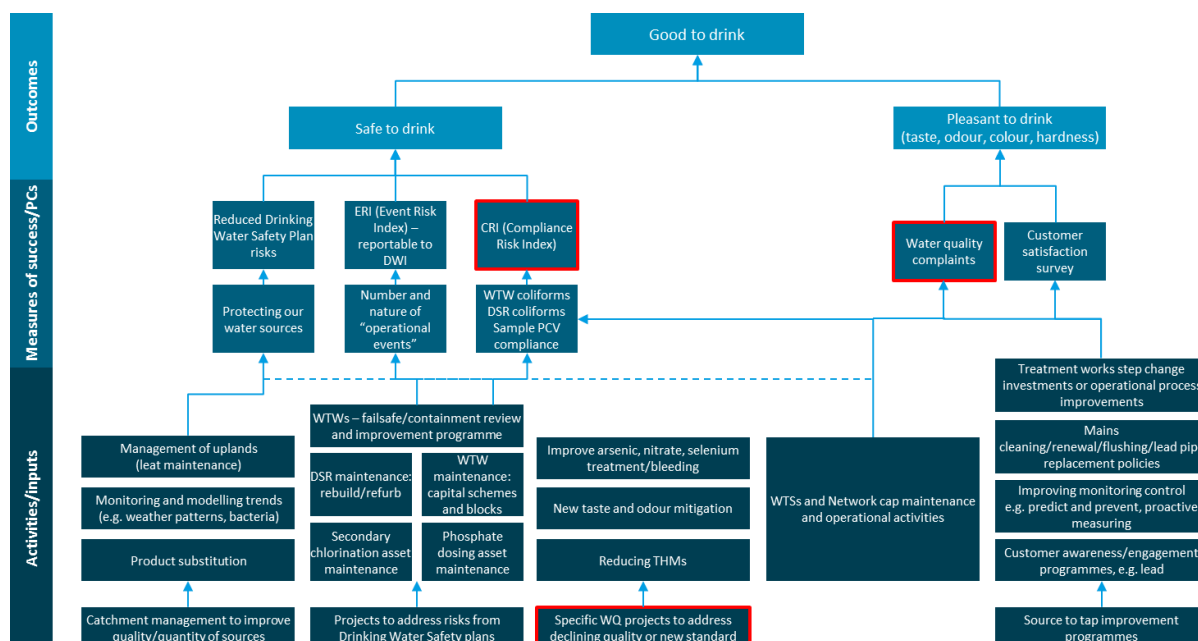 Outcomes
Good to drink
Safe to drink
Pleasant to drink
(taste, odour, colour, hardness)
Measures of success/PCs
Reduced Drinking
Water Safety Plan
risks
ERI (Event Risk
Index) –
reportable to
DWI
CRI (Compliance
Risk Index)
Water quality
complaints
Customer
satisfaction
survey
Protecting our
water sources
Number and
nature of
“operational
events”
WTW coliforms
DSR coliforms
Sample PCV
compliance
Activities/inputs
Management of uplands
(leat maintenance)
Monitoring and modelling trends
(e.g. weather patterns, bacteria)
Product substitution
Catchment management to improve
quality/quantity of sources
WTWs – failsafe/containment review
and improvement programme
DSR maintenance:
rebuild/refurb
WTW
maintenance:
capital schemes
and blocks
Secondary
chlorination asset
maintenance
Phosphate
dosing asset
maintenance
Projects to address risks from
Drinking Water Safety plans
Improve arsenic, nitrate, selenium
treatment/bleeding
New taste and odour mitigation
Reducing THMs
Specific WQ projects to address
declining quality or new standard
WTSs and Network cap maintenance
and operational activities
Treatment works step change
investments or operational process
improvements
Mains
cleaning/renewal/flushing/lead pip
replacement policies
Improving monitoring control
e.g. predict and prevent, proactive
measuring
Customer awareness/engagement
programmes, e.g. lead
Source to tap improvement
programmes